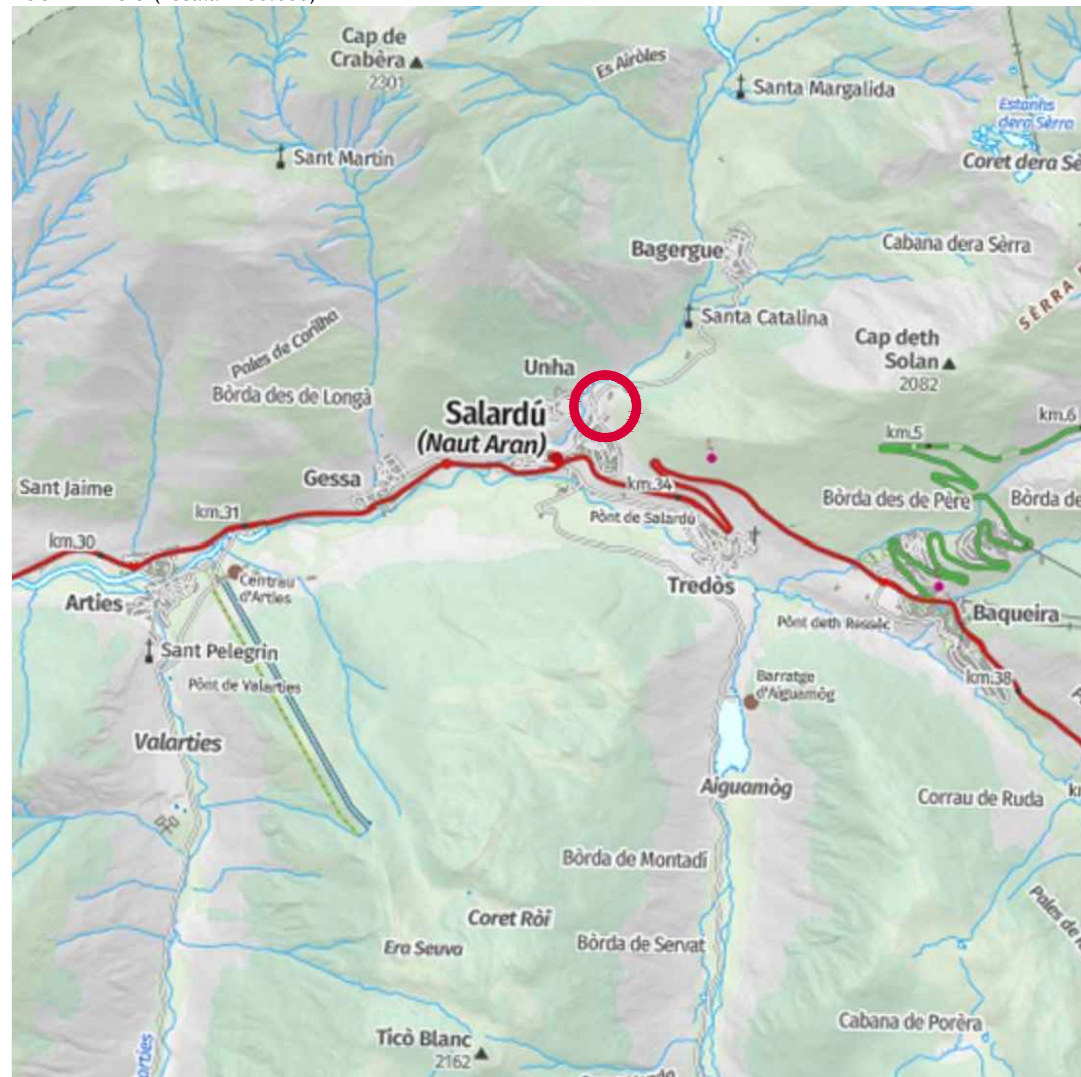 Cap de
Crabèra
2301
Es Airòles
Santa Margalida
Estanhs
dera Sèrra
Coret dera Sè
Sant Martin
Bagergue
Cabana dera Sèrra
SÈRRA
Santa Catalina
Pales de Corilha
Cap deth
Solan
2082
Unha
Bòrda des de Longà
Salardú
(Naut Aran)
km.6
km.5
Gessa
Sant Jaime
km.34
Bòrda des de Père
Bòrda de
km.31
Pònt de Salardú
km.30
Centrau
d'Arties
Tredòs
Arties
Baqueira
Pònt deth Ressèc
Sant Pelegrin
km.38
Pònt de Valarties
Barratge
d'Aiguamòg
Valarties
Aiguamòg
Corrau de Ruda
Bòrda de Montadí
Pales de
Coret Ròi
Era Seuva
Bòrda de Servat
Cabana de Porèra
Ticò Blanc
2162